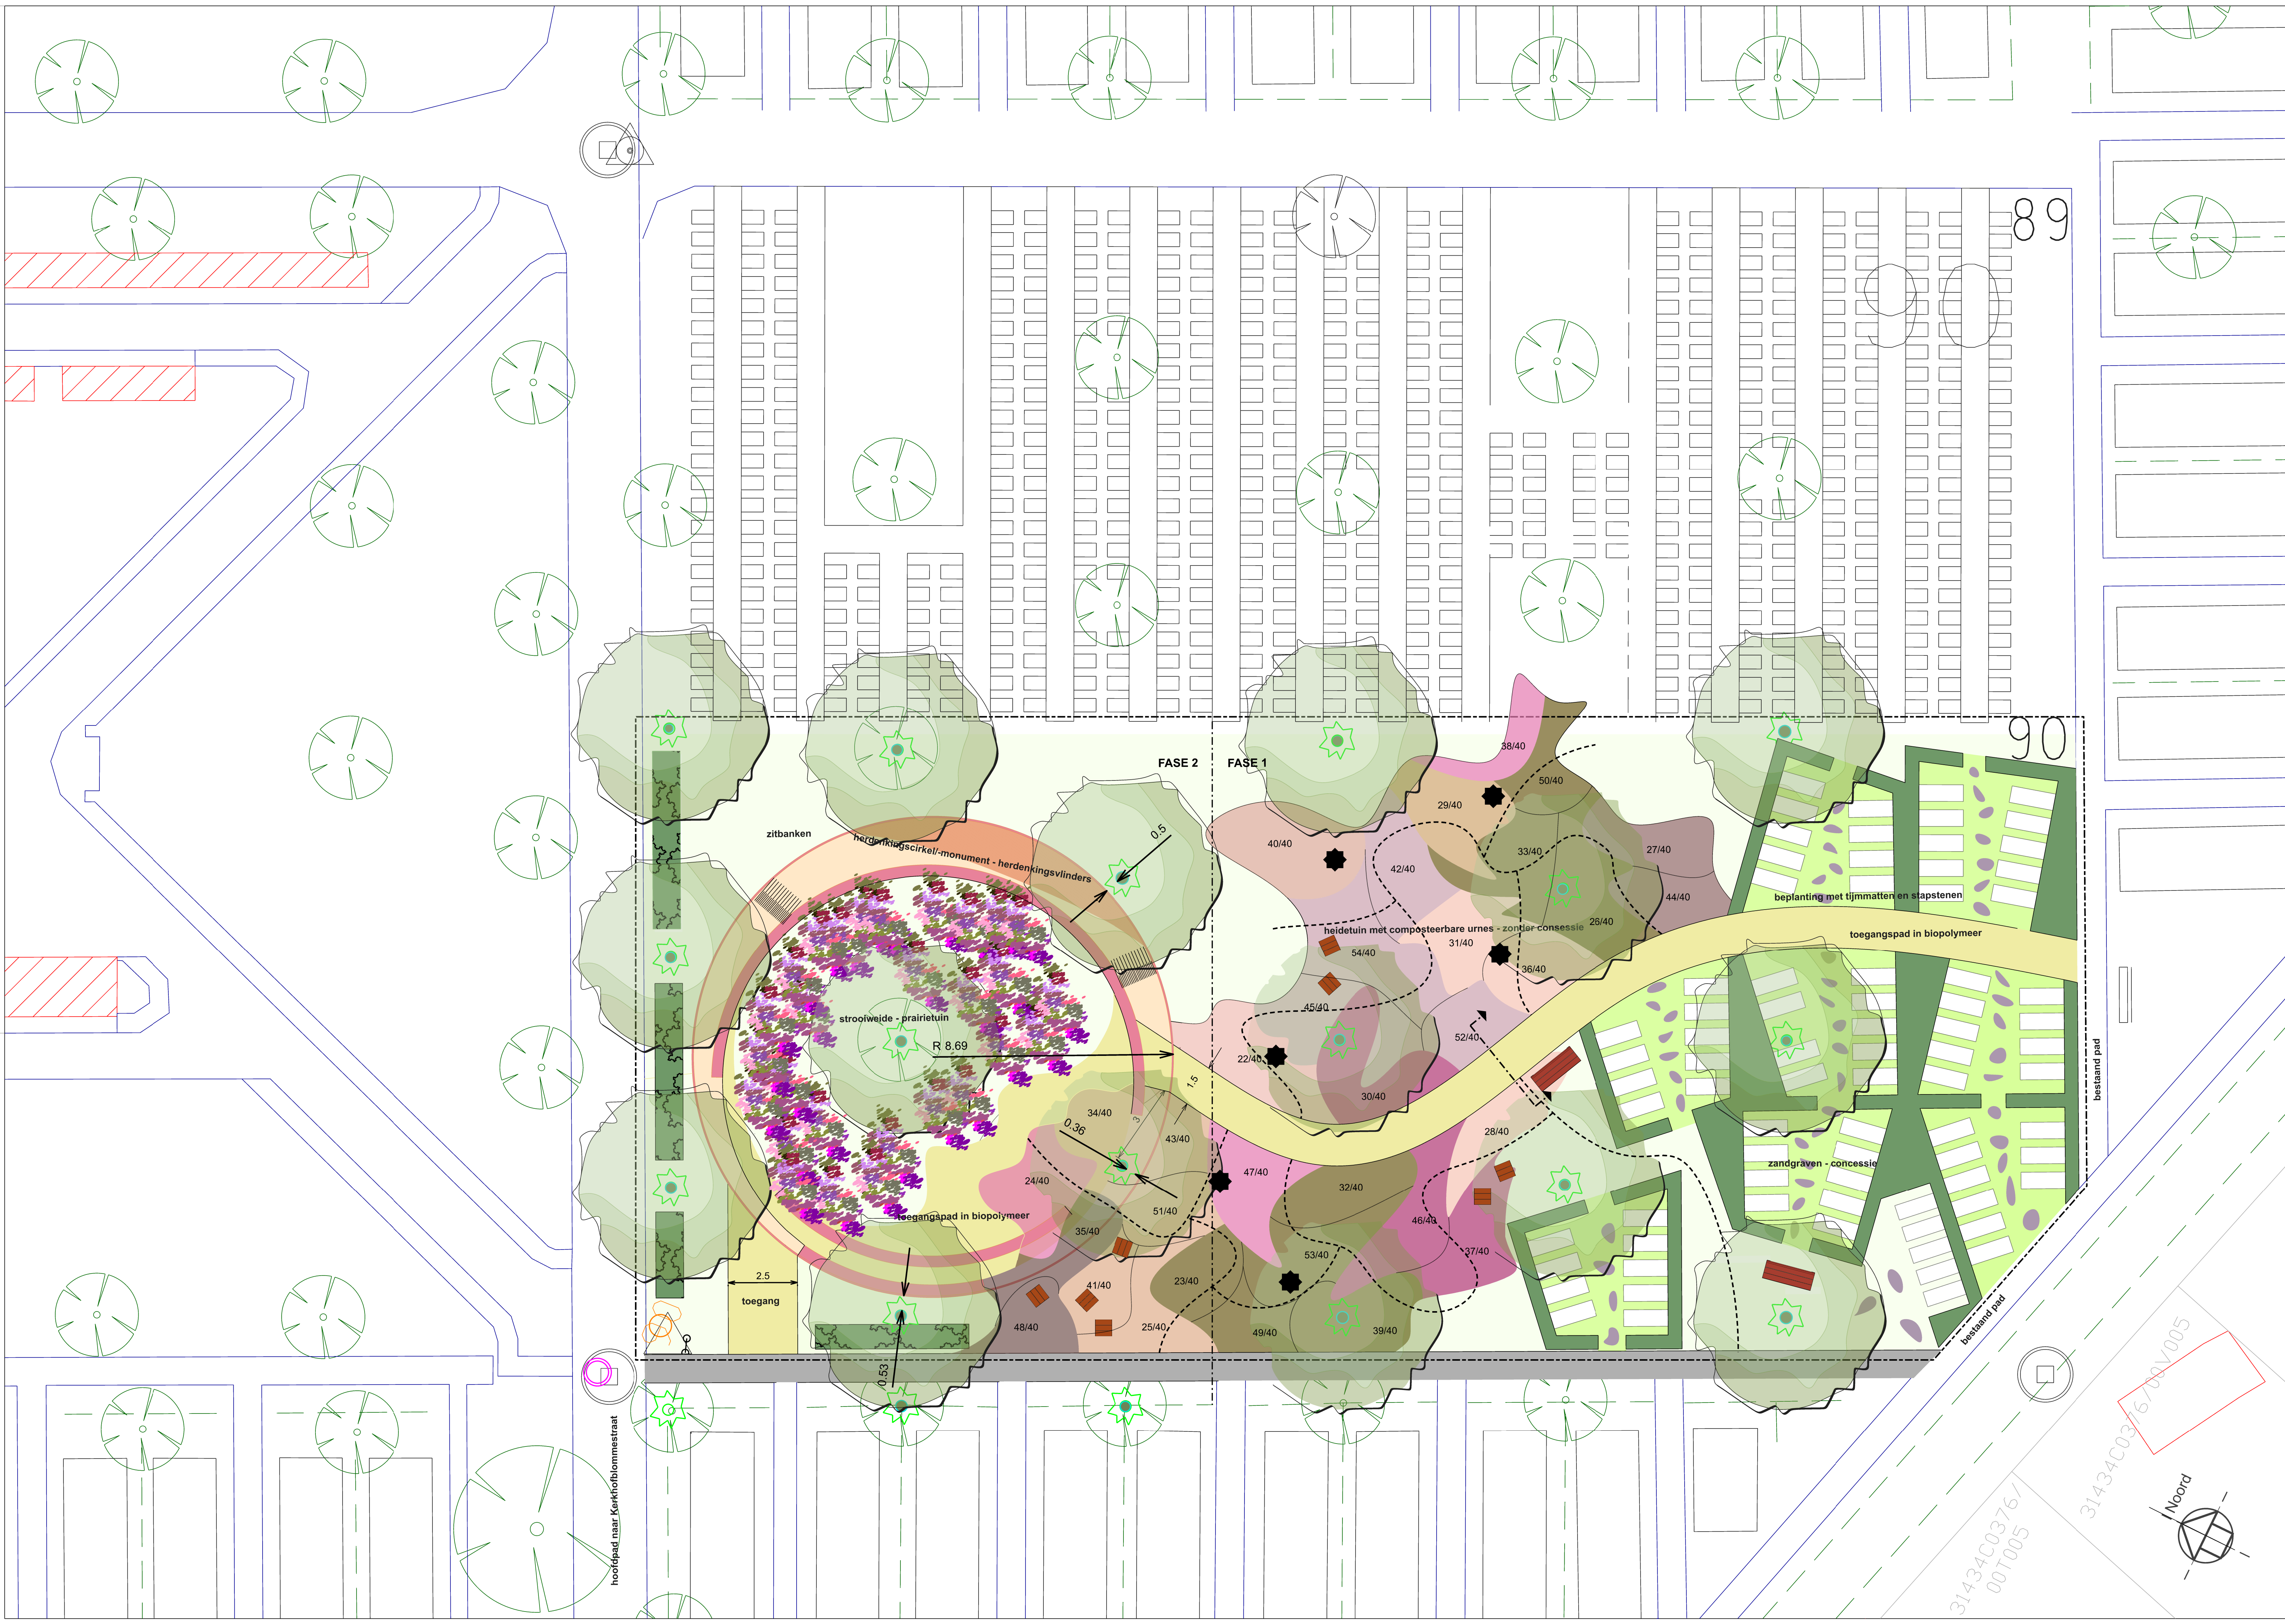 89
90
90
FASE 2
FASE 1
38/40
50/40
29/40
zitbanken
herdenkingscirkel/-monument - herdenkingsvlinders
0.5
40/40
33/40
27/40
42/40
44/40
beplanting met tijmmatten en stapstenen
26/40
heidetuin met composteerbare urnes - zonder consessie
toegangspad in biopolymeer
31/40
54/40
36/40
45/40
strooiweide - prairietuin
R 8.69
52/40
22/40
1.5
30/40
bestaand pad
34/40
3
0.36
43/40
28/40
47/40
zandgraven - concessie
24/40
32/40
51/40
toegangspad in biopolymeer
46/40
35/40
37/40
53/40
2.5
41/40
23/40
toegang
48/40
25/40
49/40
39/40
bestaand pad
0.53
hoofdpad naar Kerkhofblommestraat
31434C0376/00V005
Noord
31434C0376/
00T005